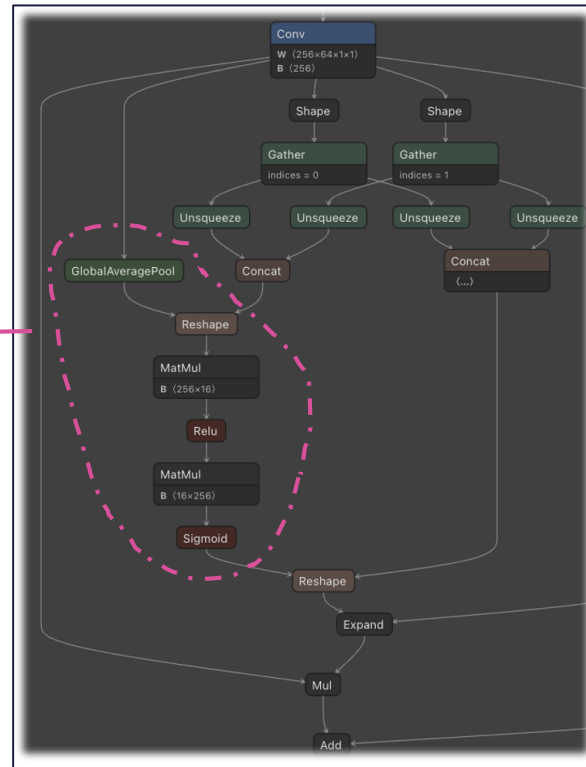 Conv
W ⟨256×64×1×1⟩
B ⟨256⟩
Shape
Shape
Gather
indices = 0
Gather
indices = 1
Unsqueeze
Unsqueeze
Unsqueeze
Unsqueeze
GlobalAveragePool
Concat
Concat
⟨...⟩
Reshape
MatMul
B ⟨256×16⟩
Relu
MatMul
B ⟨16×256⟩
Sigmoid
Reshape
Expand
Mul
Add